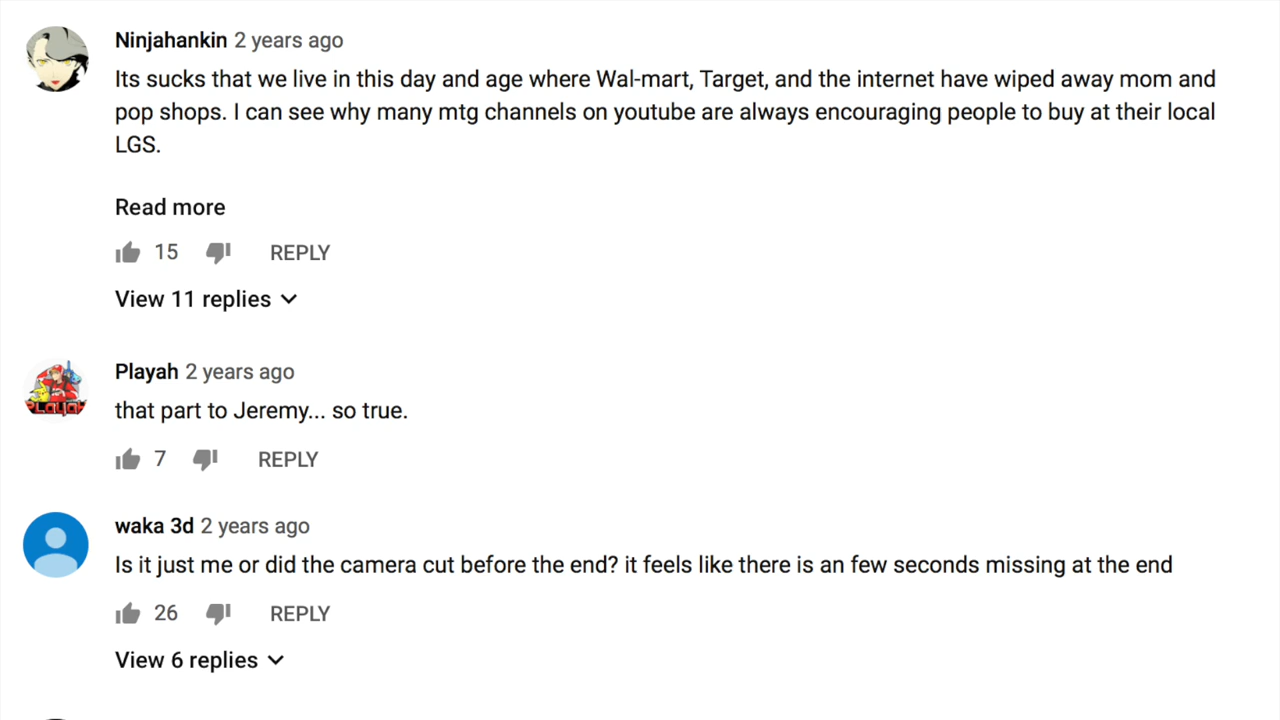 Ninjahankin 2 years ago
Its sucks that we live in this day and age where Wal-mart, Target, and the internet have wiped away mom and
pop shops. I can see why many mtg channels on youtube are always encouraging people to buy at their local
LGS.
Read more
15 REPLY
View 11 replies
Playah 2 years ago
PLayaH
that part to Jeremy... so true.
7 REPLY
waka 3d 2 years ago
Is it just me or did the camera cut before the end? it feels like there is an few seconds missing at the end
26 REPLY
View 6 replies